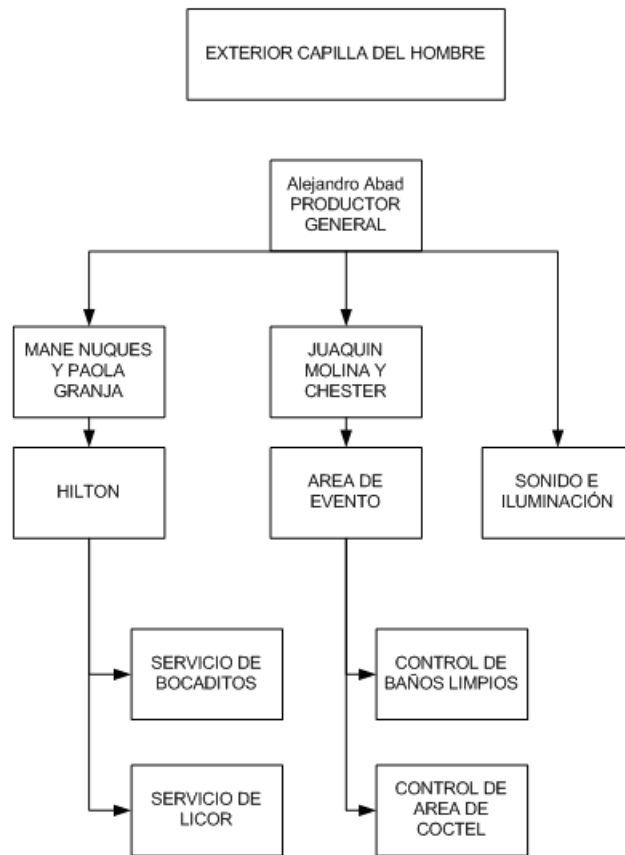 EXTERIOR CAPILLA DEL HOMBRE
Alejandro Abad
PRODUCTOR
GENERAL
MANE NUQUES
Y PAOLA
GRANJA
JUAQUIN
MOLINA Y
CHESTER
HILTON
AREA DE
EVENTO
SONIDO E
ILUMINACIÓN
SERVICIO DE
BOCADITOS
CONTROL DE
BAÑOS LIMPIOS
SERVICIO DE
LICOR
CONTROL DE
AREA DE
COCTEL